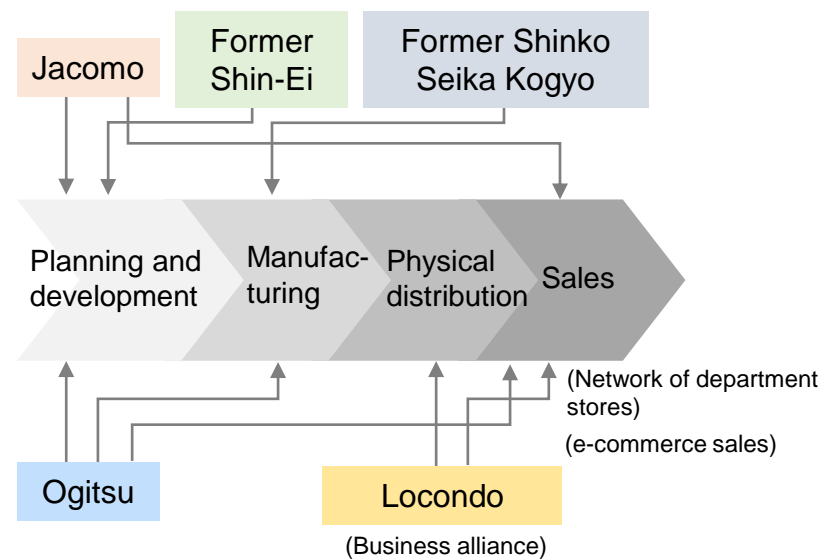 Jacomo
Former
Shin-Ei
Former Shinko
Seika Kogyo
Planning and
development
Manufac-
turing
Physical
distribution
Sales
(Network of department
stores)
(e-commerce sales)
Ogitsu
Locondo
(Business alliance)